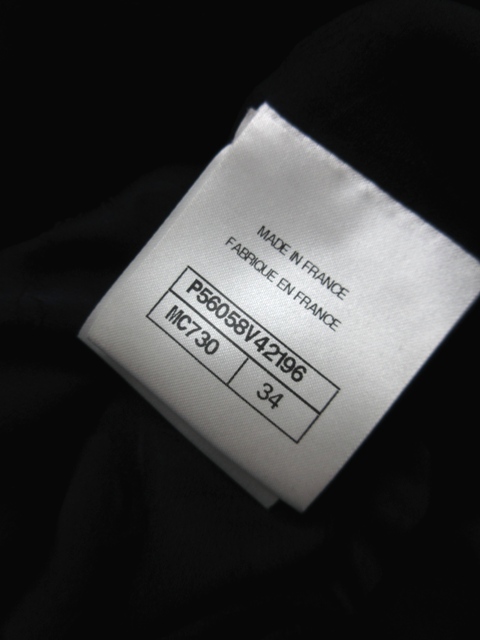 MADE IN FRANCE
FABRIQUE EN FRANCE
P56058V42196
MC730
34